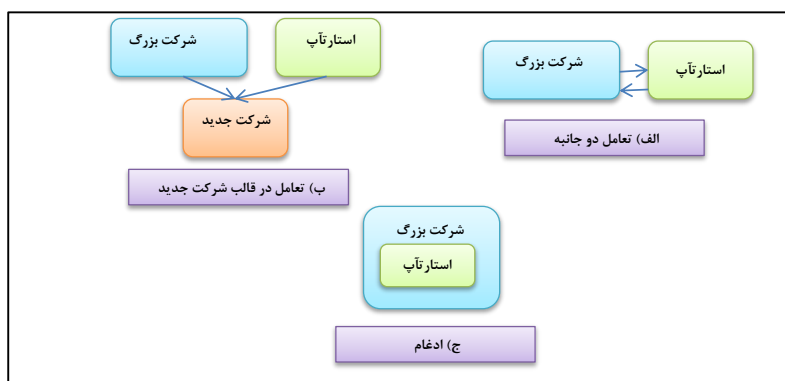 شرکت بزرگ
استارتآپ
الف) تعامل دو جانبه
استارتآپ
شرکت بزرگ
شرکت جدید
ب) تعامل در قالب شرکت جدید
شرکت بزرگ
استارتآپ
ج) ادغام